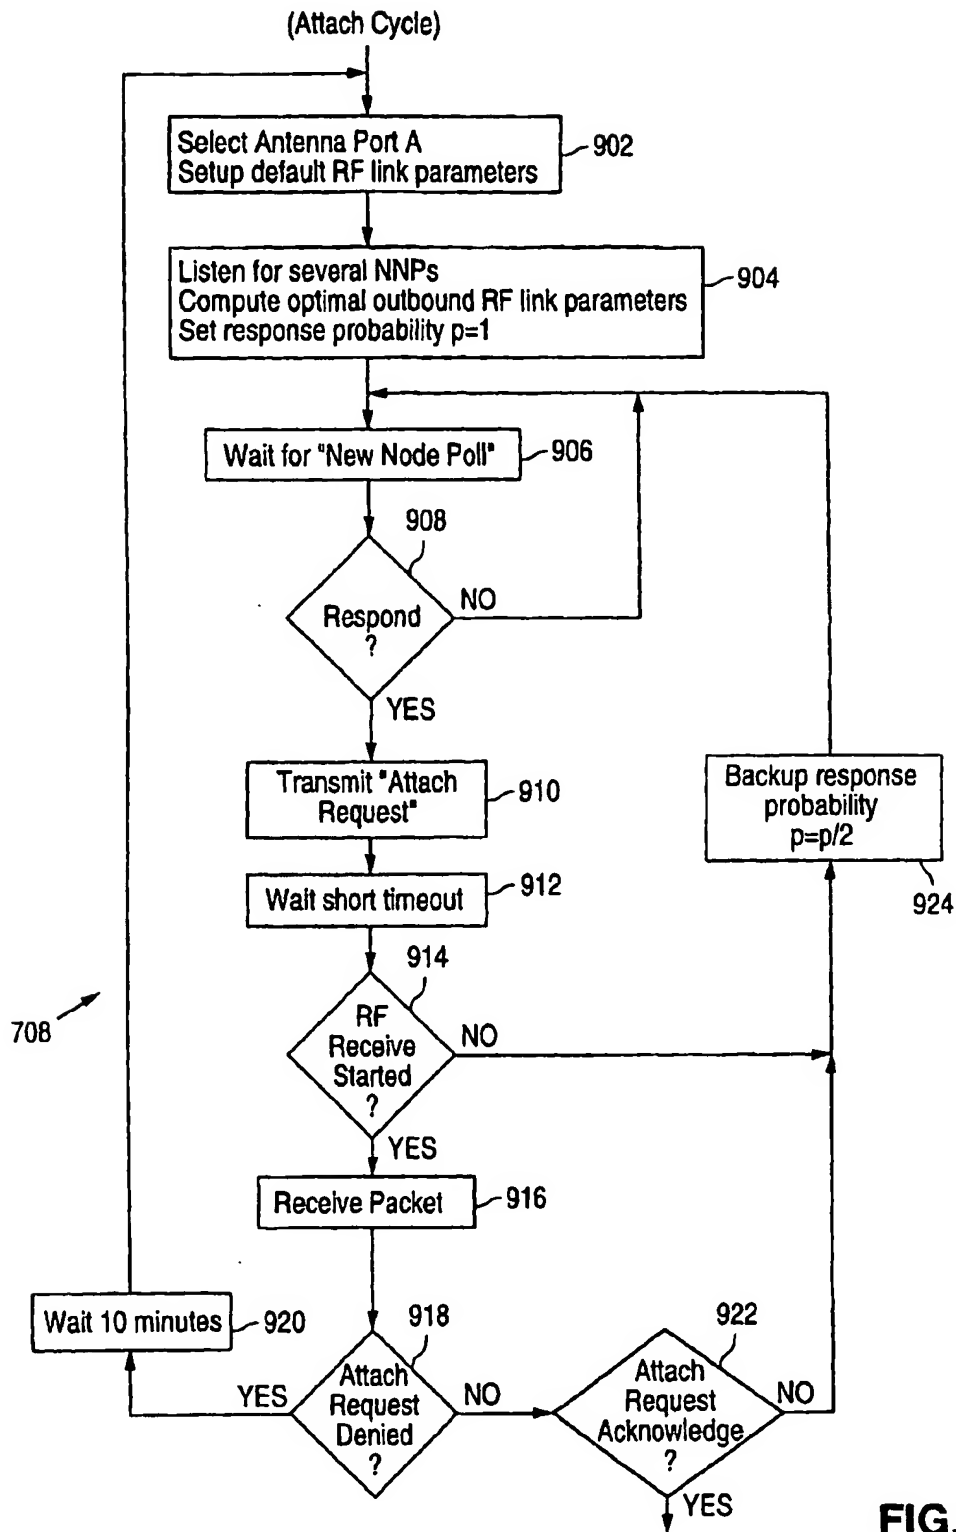 (Attach Cycle)
Select Antenna Port A
Setup default RF link parameters
902
Listen for several NNPs
Compute optimal outbound RF link parameters
Set response probability p=1
904
Wait for "New Node Poll"
906
908
Respond
?
NO
YES
Transmit "Attach
Request"
910
Backup response
probability
p=p/2
924
Wait short timeout
912
914
RF
Receive
Started
?
NO
YES
708
Receive Packet
916
Wait 10 minutes
920
918
Attach
Request
Denied
?
YES
NO
922
Attach
Request
Acknowledge
?
NO
YES
FIG.